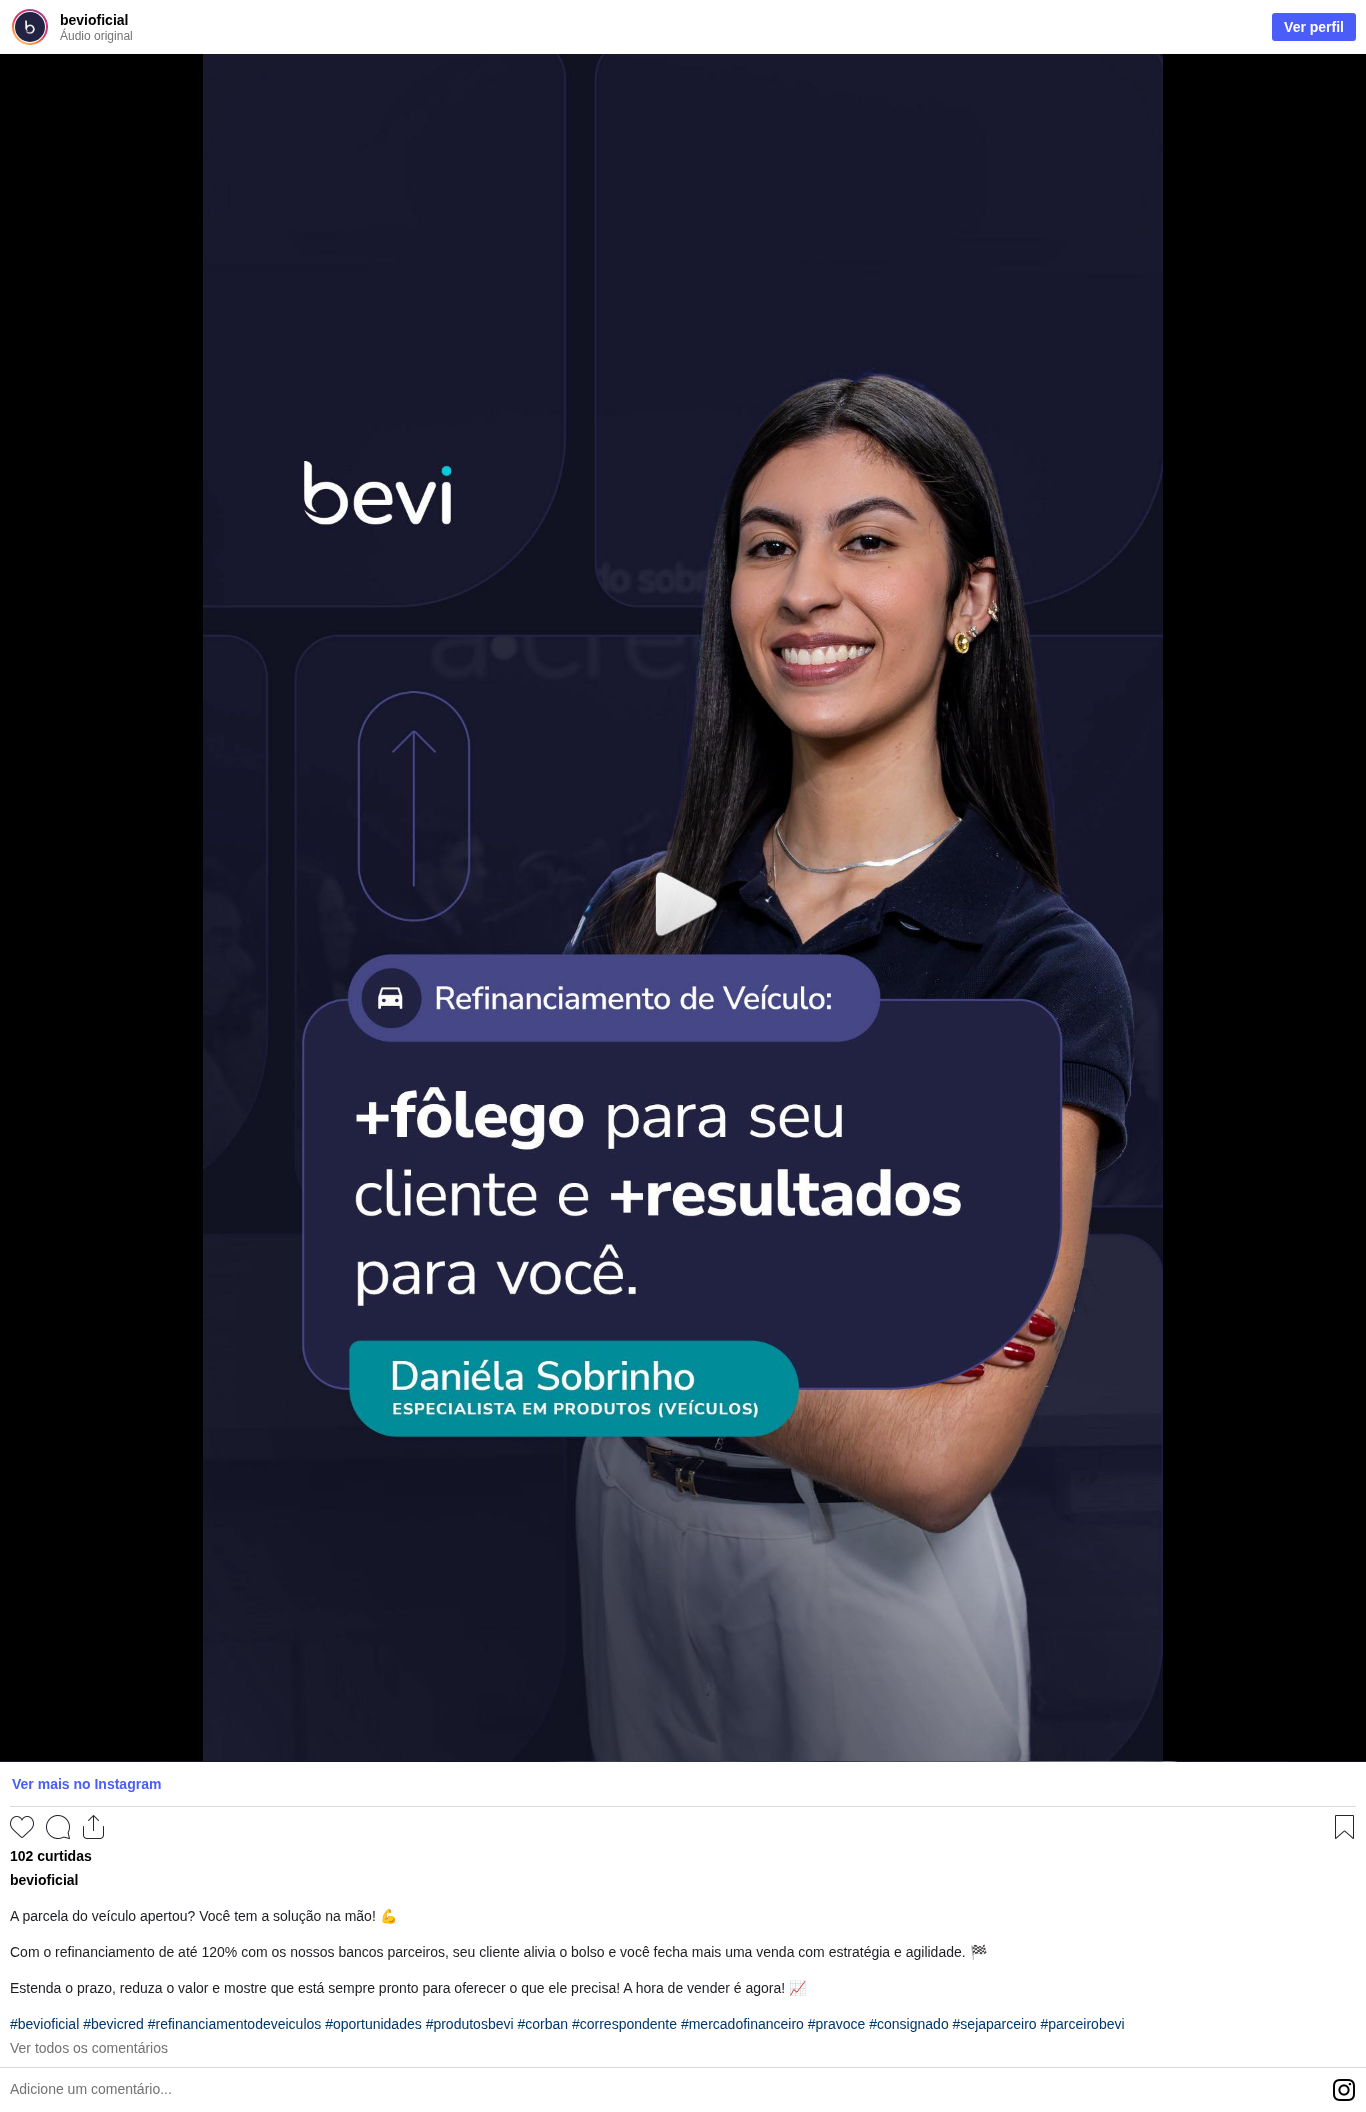 bevioficial
Áudio original
Ver perfil
bevi
Refinanciamento de Veículo:
+fôlego para seu
cliente e +resultados
para você.
Daniéla Sobrinho
ESPECIALISTA EM PRODUTOS (VEÍCULOS)
Ver mais no Instagram
102 curtidas
bevioficial
A parcela do veículo apertou? Você tem a solução na mão! 💪
Com o refinanciamento de até 120% com os nossos bancos parceiros, seu cliente alivia o bolso e você fecha mais uma venda com estratégia e agilidade. 🏁
Estenda o prazo, reduza o valor e mostre que está sempre pronto para oferecer o que ele precisa! A hora de vender é agora! 📈
#bevioficial #bevicred #refinanciamentodeveiculos #oportunidades #produtosbevi #corban #correspondente #mercadofinanceiro #pravoce #consignado #sejaparceiro #parceirobevi
Ver todos os comentários
Adicione um comentário...